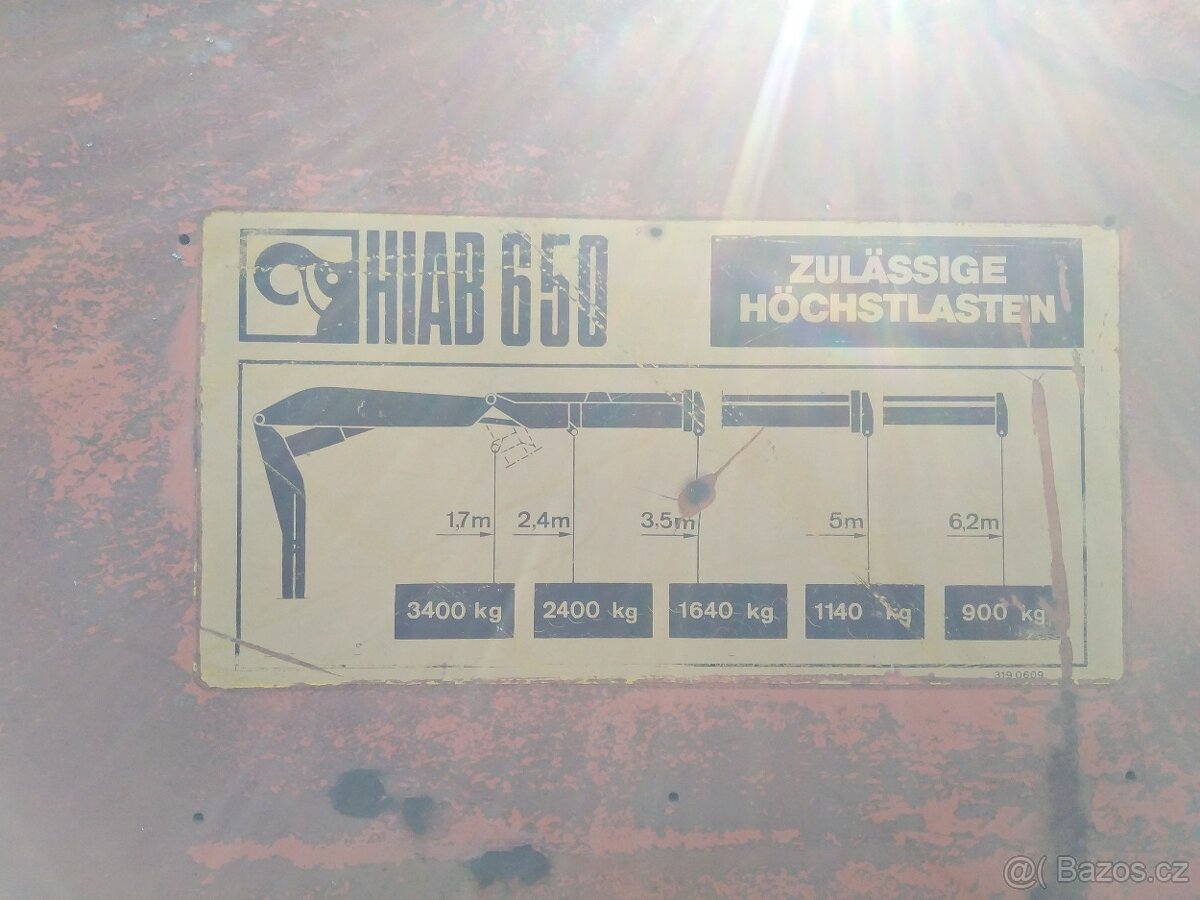 HIAB 650
ZULÄSSIGE
HÖCHSTLASTEN
1,7m 2,4m 3,5m 5m 6,2m
3400 kg 2400 kg 1640 kg 1140 kg 900 kg
319 0609
@( Bazos.cz